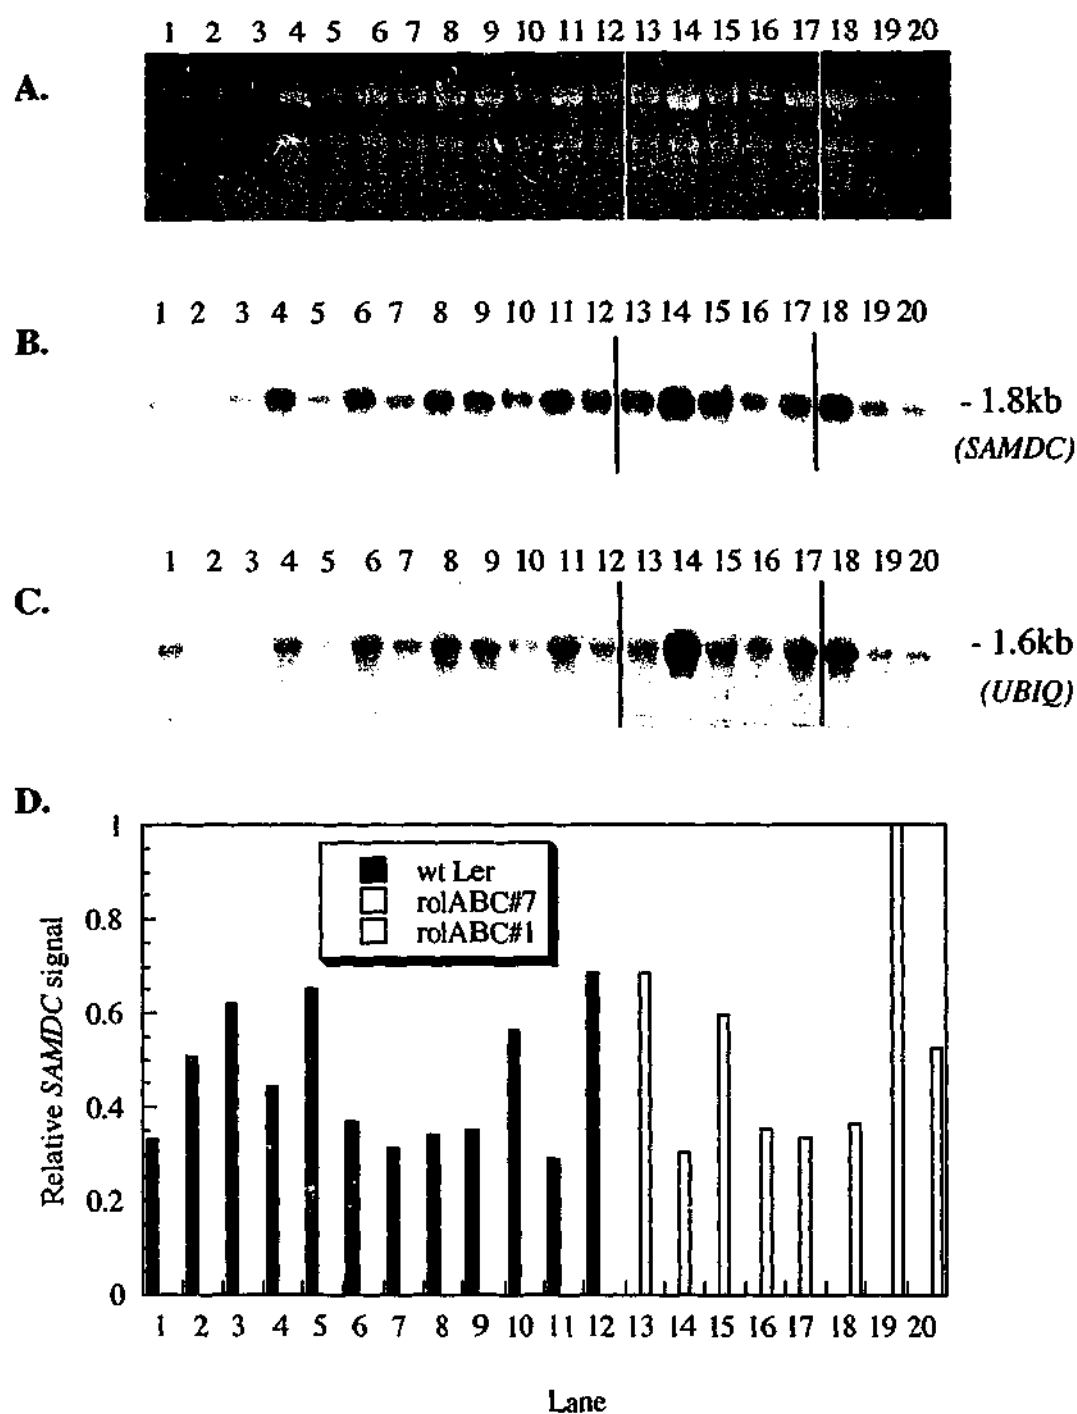 1 2 3 4 5 6 7 8 9 10 11 12 13 14 15 16 17 18 19 20
A.
1 2 3 4 5 6 7 8 9 10 11 12 13 14 15 16 17 18 19 20
B.
- 1.8kb
(SAMDC)
1 2 3 4 5 6 7 8 9 10 11 12 13 14 15 16 17 18 19 20
C.
- 1.6kb
(UBIQ)
D.
1
0.8
0.6
0.4
0.2
0
Relative SAMDC signal
wt Ler
rolABC#7
rolABC#1
1 2 3 4 5 6 7 8 9 10 11 12 13 14 15 16 17 18 19 20
Lane